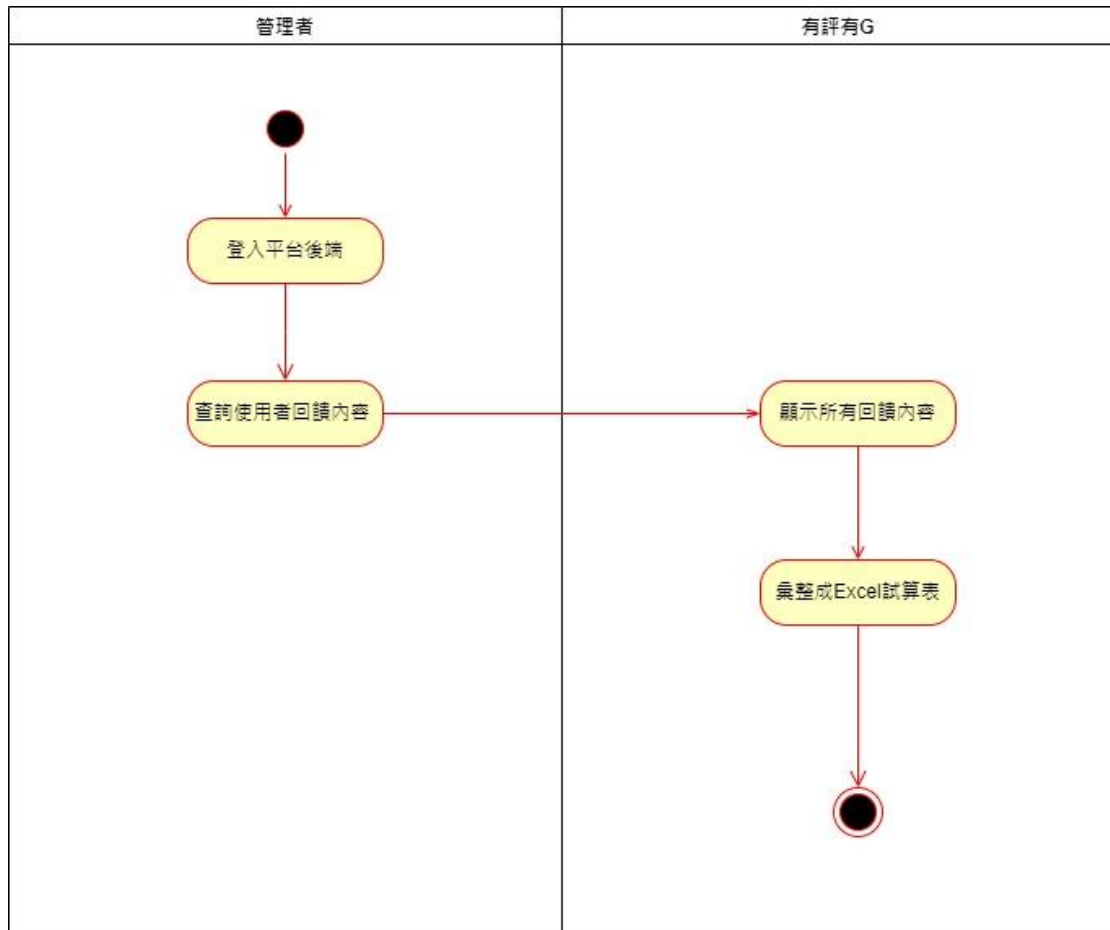 管理者
有評有G
登入平台後端
查詢使用者回饋內容
顯示所有回饋內容
彙整成Excel試算表